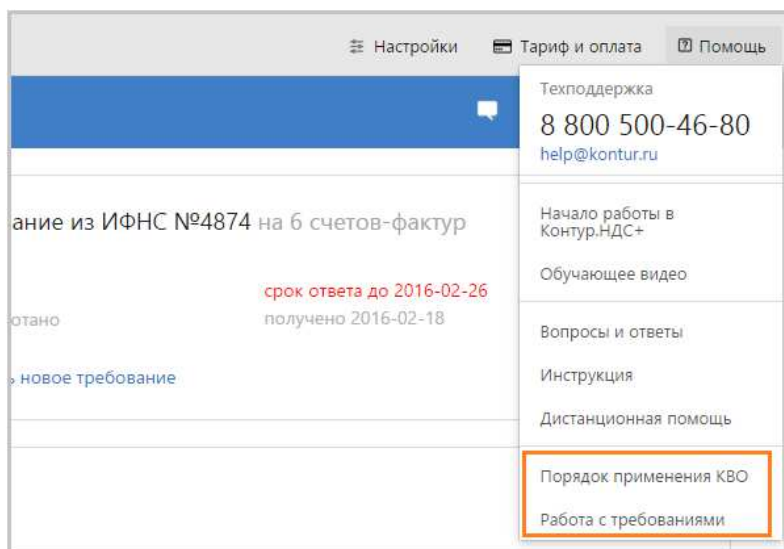 Настройки
Тариф и оплата
Помощь
Техподдержка
8 800 500-46-80
help@kontur.ru
ание из ИФНС №4874 на 6 счетов-фактур
срок ответа до 2016-02-26
отано
получено 2016-02-18
новое требование
Начало работы в
Контур.НДС+
Обучающее видео
Вопросы и ответы
Инструкция
Дистанционная помощь
Порядок применения КВО
Работа с требованиями